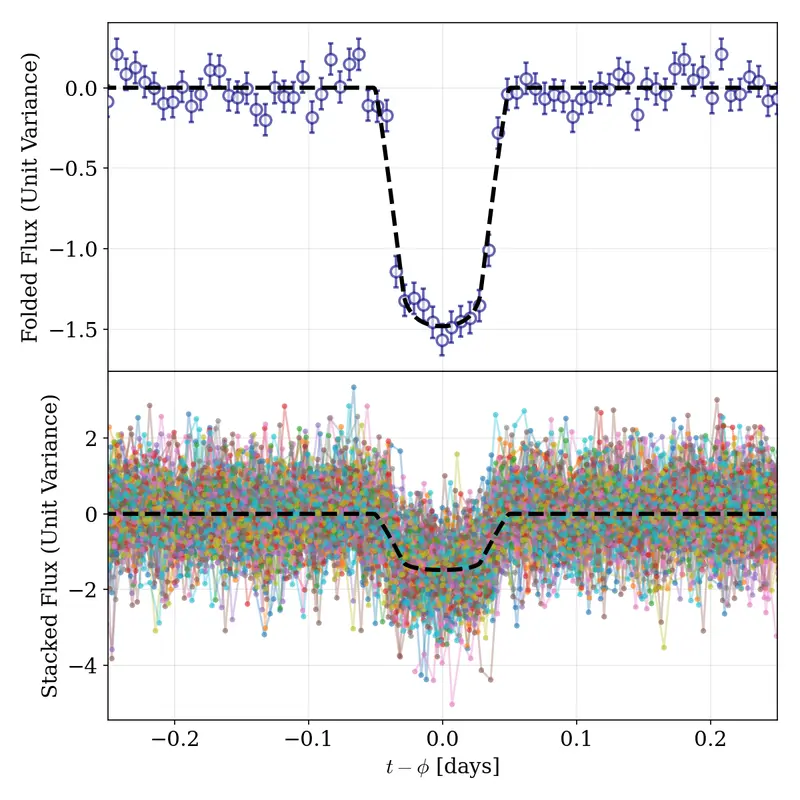 Folded Flux (Unit Variance)
0.0
−0.5
−1.0
−1.5
Stacked Flux (Unit Variance)
2
0
−2
−4
−0.2 −0.1 0.0 0.1 0.2
t − ϕ [days]